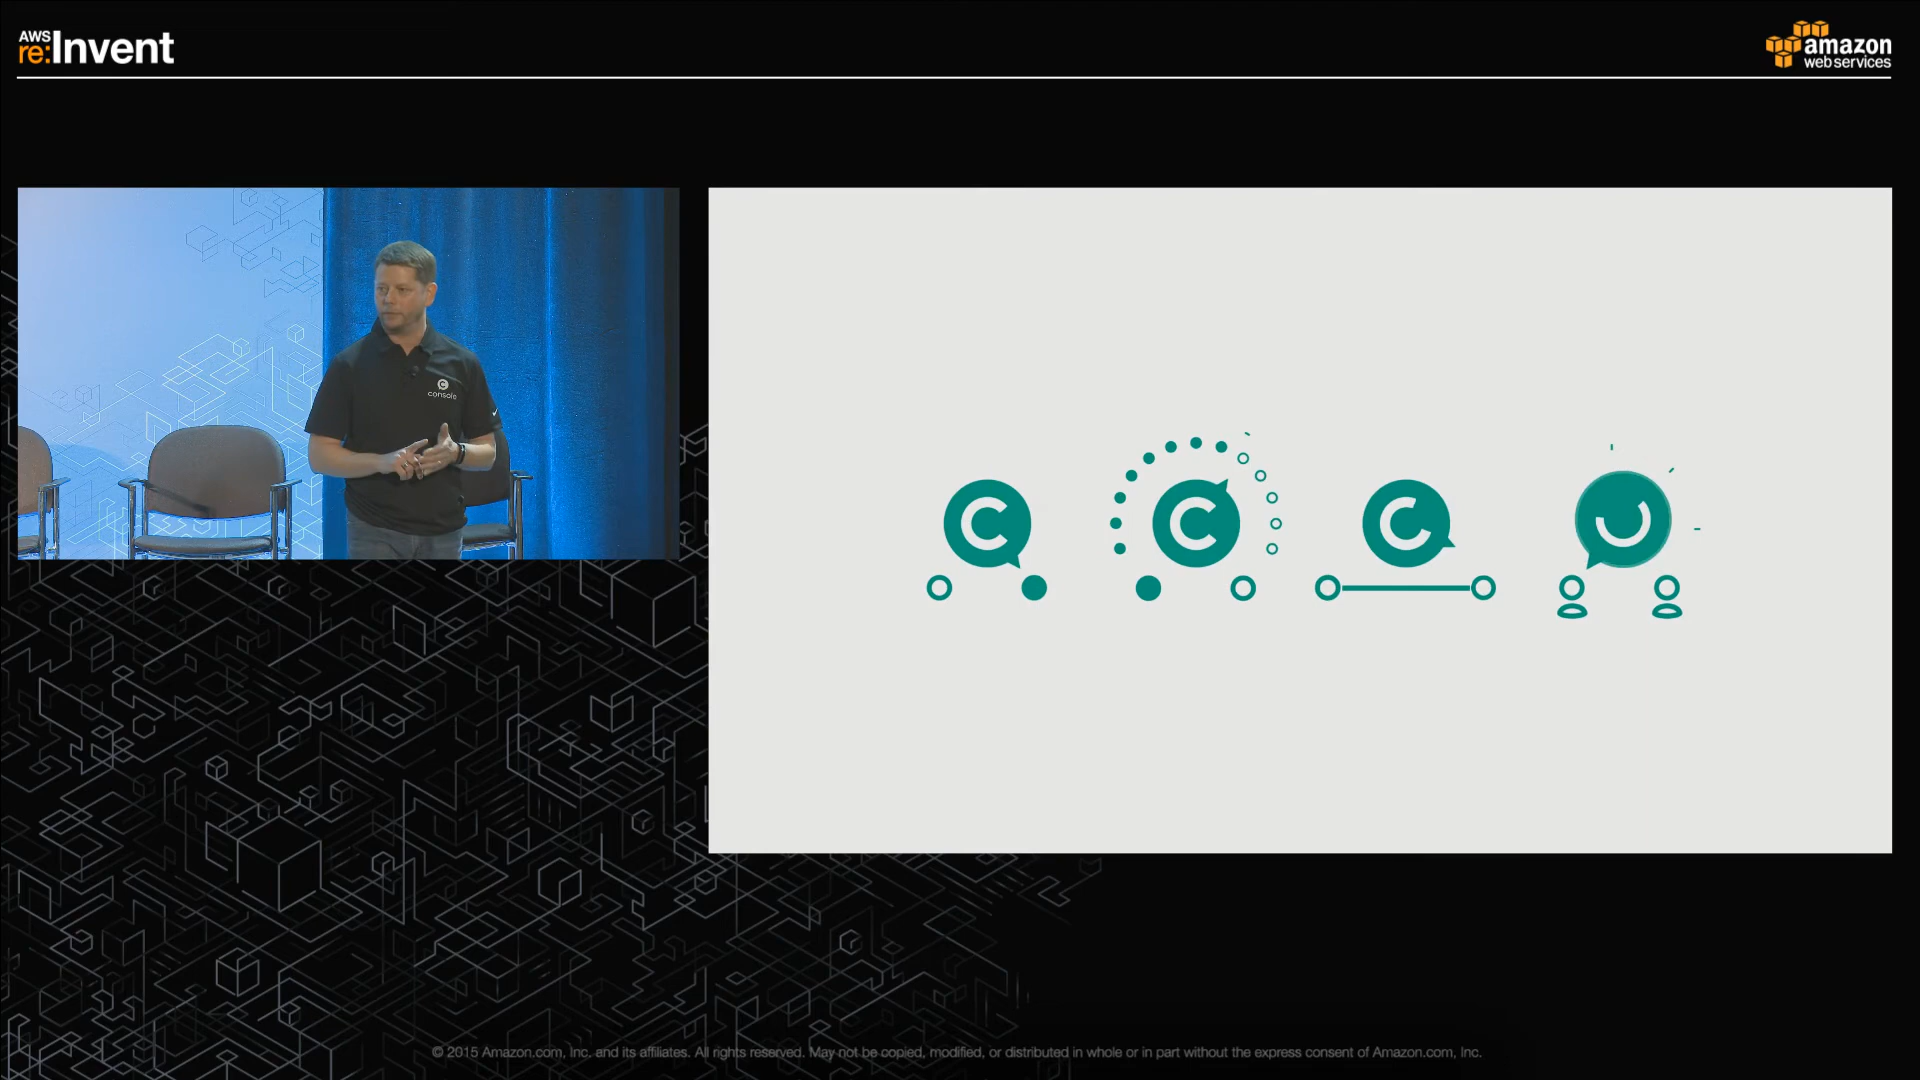 AWS
re:Invent
amazon
web services
console
© 2015 Amazon.com, Inc. and its affiliates. All rights reserved. May not be copied, modified, or distributed in whole or in part without the express consent of Amazon.com, Inc.